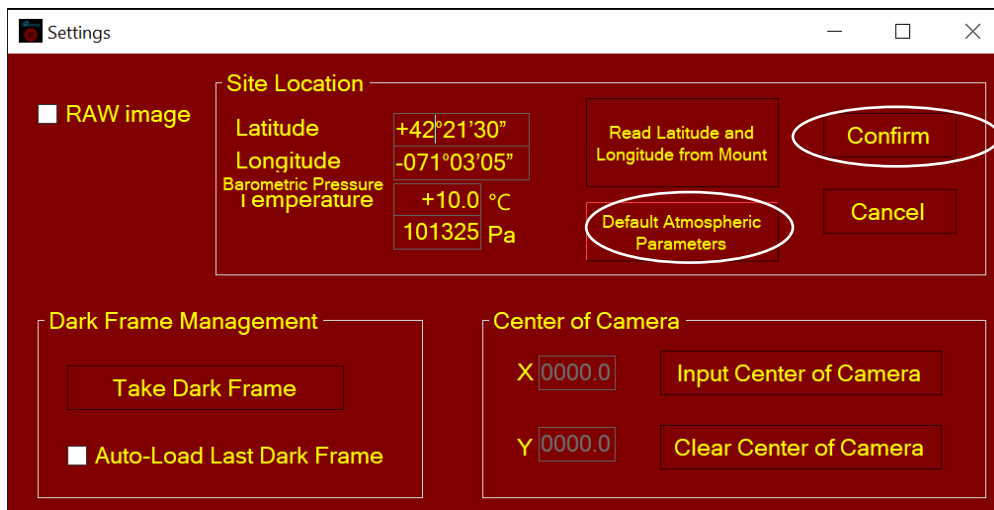 Settings
RAW image
Site Location
Latitude
+42°21'30”
Longitude
-071°03'05”
Barometric Pressure
Temperature
+10.0 °C
101325 Pa
Read Latitude and
Longitude from Mount
Default Atmospheric
Parameters
Confirm
Cancel
Dark Frame Management
Take Dark Frame
Auto-Load Last Dark Frame
Center of Camera
X 0000.0
Input Center of Camera
Y 0000.0
Clear Center of Camera